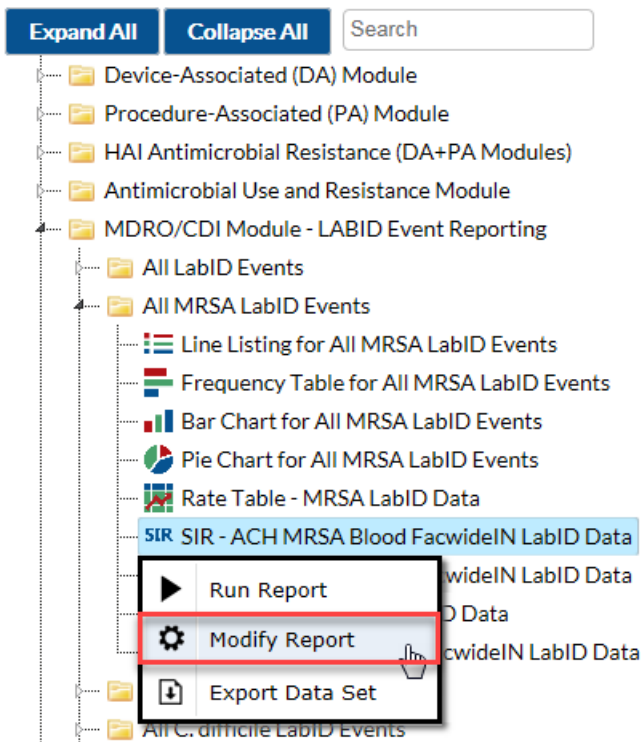 Expand All Collapse All Search
Device-Associated (DA) Module
Procedure-Associated (PA) Module
HAI Antimicrobial Resistance (DA+PA Modules)
Antimicrobial Use and Resistance Module
MDRO/CDI Module - LABID Event Reporting
All LabID Events
All MRSA LabID Events
Line Listing for All MRSA LabID Events
Frequency Table for All MRSA LabID Events
Bar Chart for All MRSA LabID Events
Pie Chart for All MRSA LabID Events
Rate Table - MRSA LabID Data
SIR SIR - ACH MRSA Blood FacwideIN LabID Data
wideIN LabID Data
Run Report
D Data
Modify Report
cwideIN LabID Data
Export Data Set
All C. difficile LabID Events